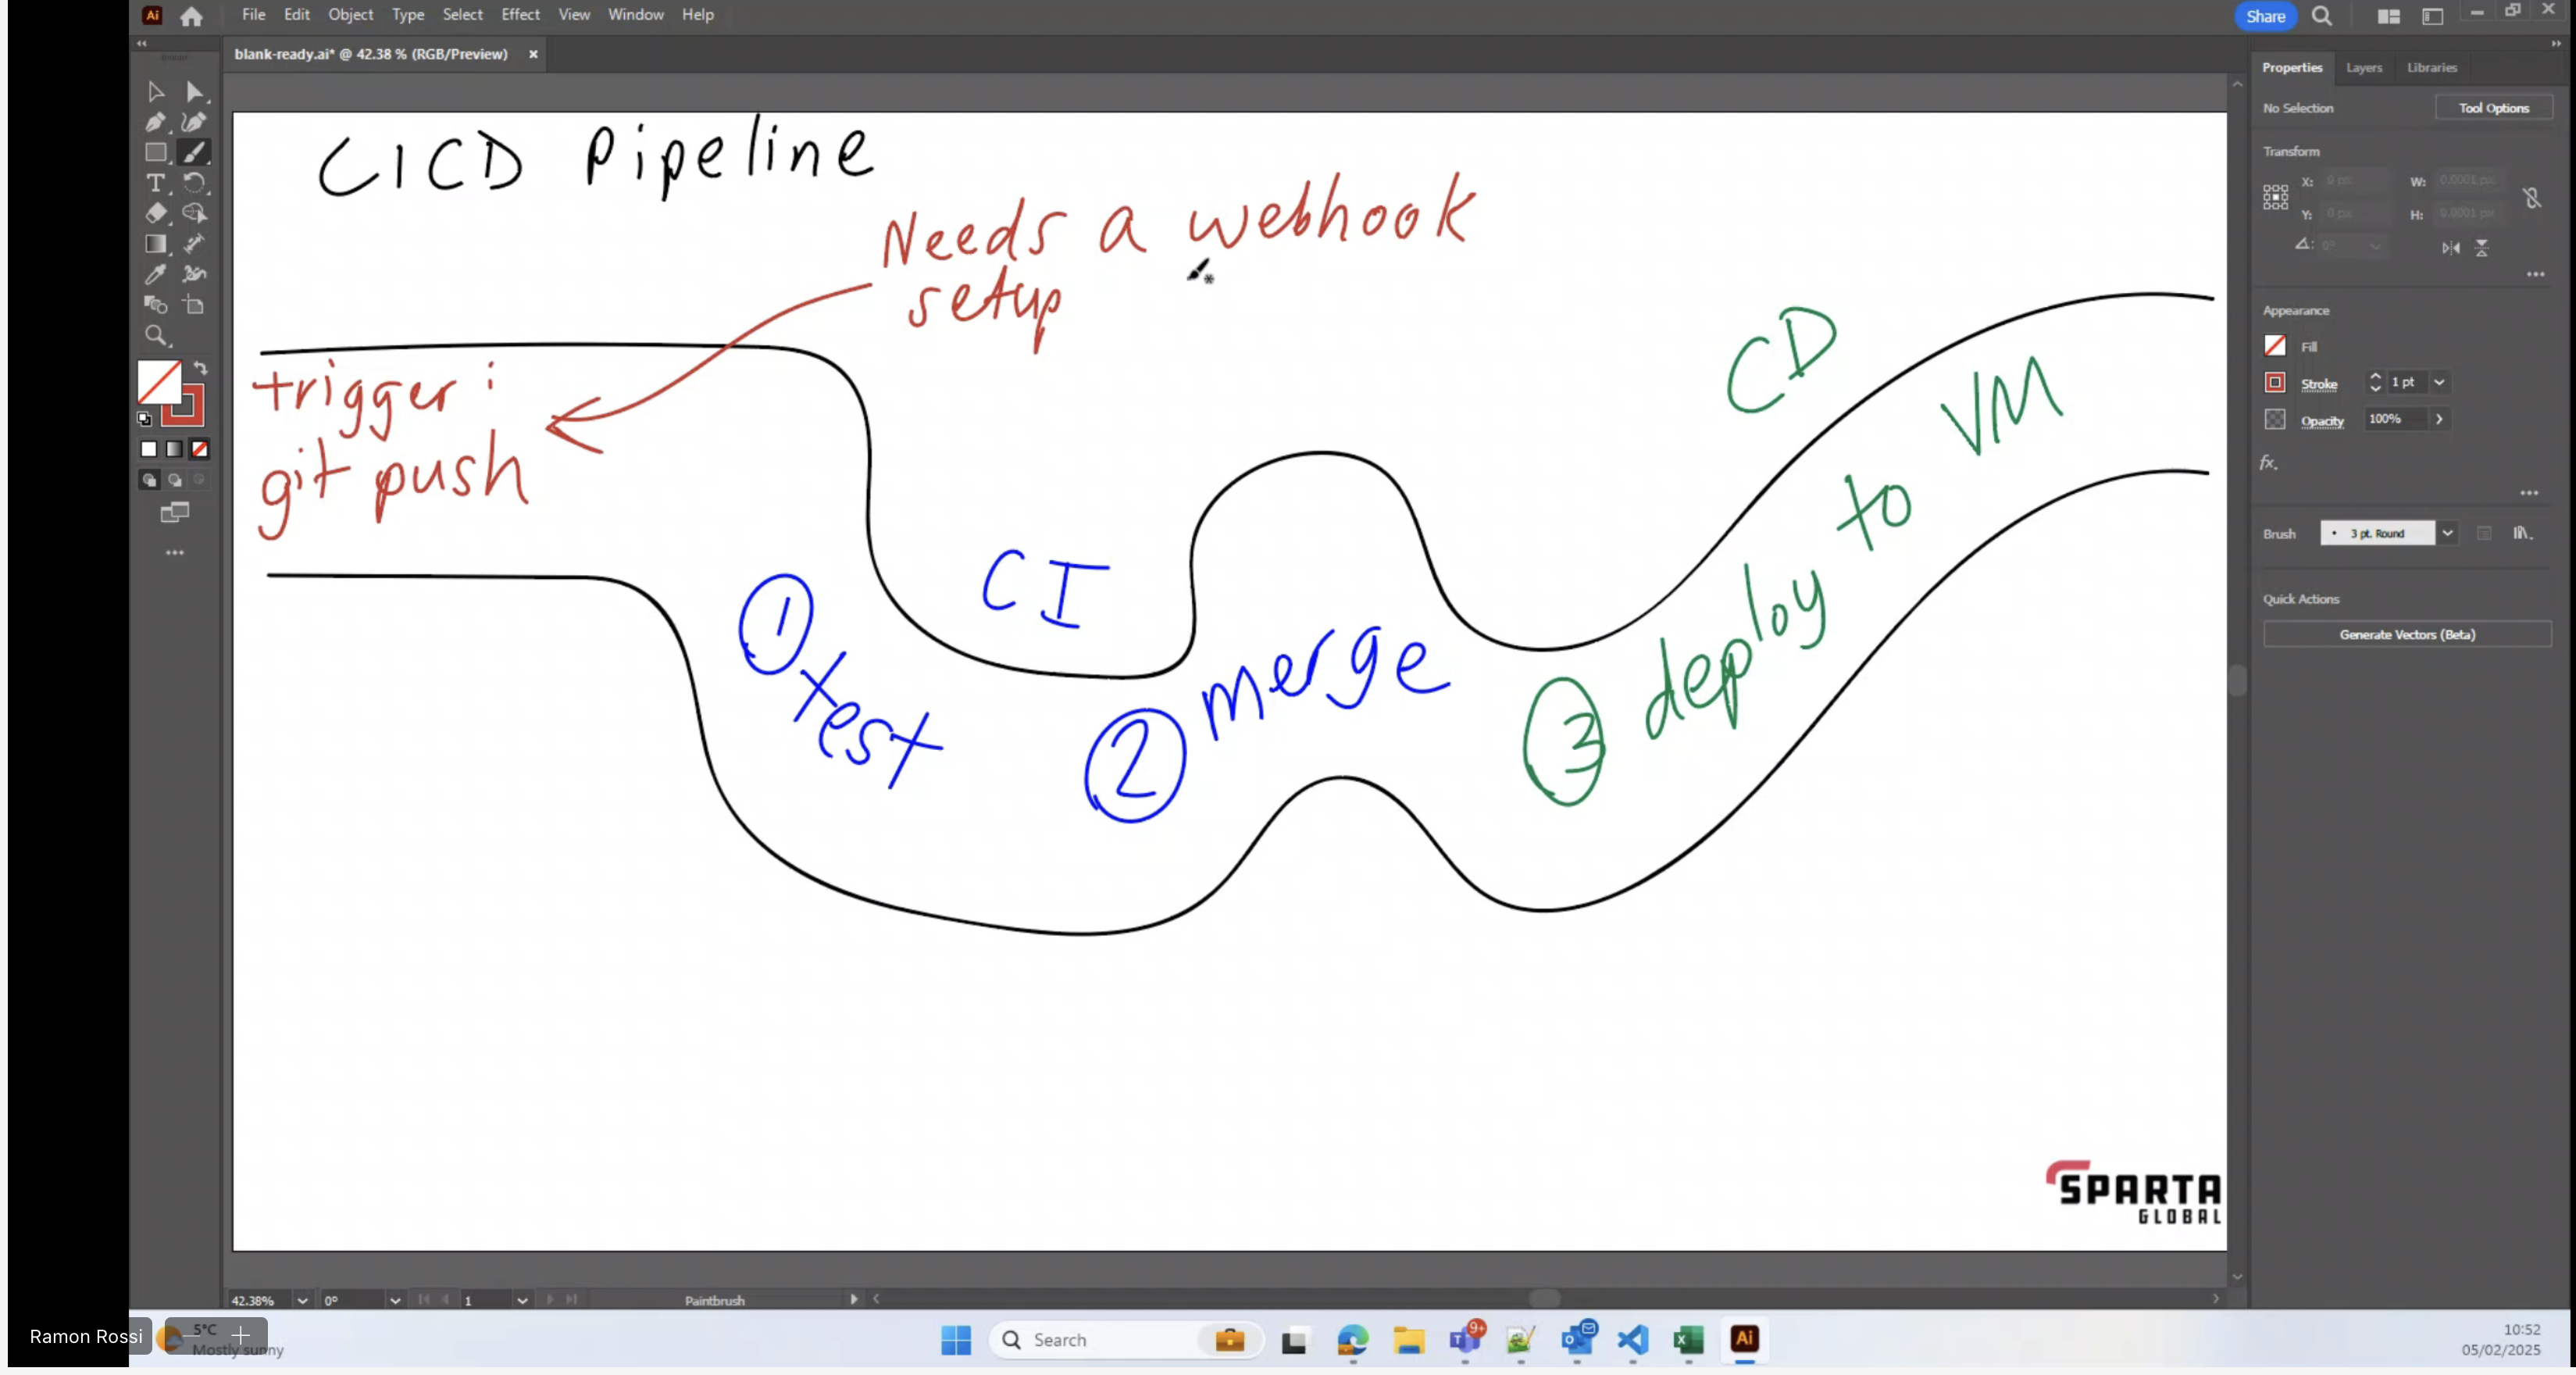 File Edit Object Type Select Effect View Window Help
Share
blank-ready.ai* @ 42.38 % (RGB/Preview)
CICD Pipeline
Needs a webhook
setup
trigger :
git push
CI
1 test
2 merge
CD
3 deploy to VM
SPARTA
GLOBAL
Properties Layers Libraries
No Selection Tool Options
Transform
X: 0 px W: 0.0001 px
Y: 0 px H: 0.0001 px
0°
Appearance
Fill
Stroke 1 pt
Opacity 100%
fx.
Brush 3 pt. Round
Quick Actions
Generate Vectors (Beta)
42.38% 0° 1 Paintbrush
Ramon Rossi
5°C
Mostly sunny
Search
9+
10:52
05/02/2025